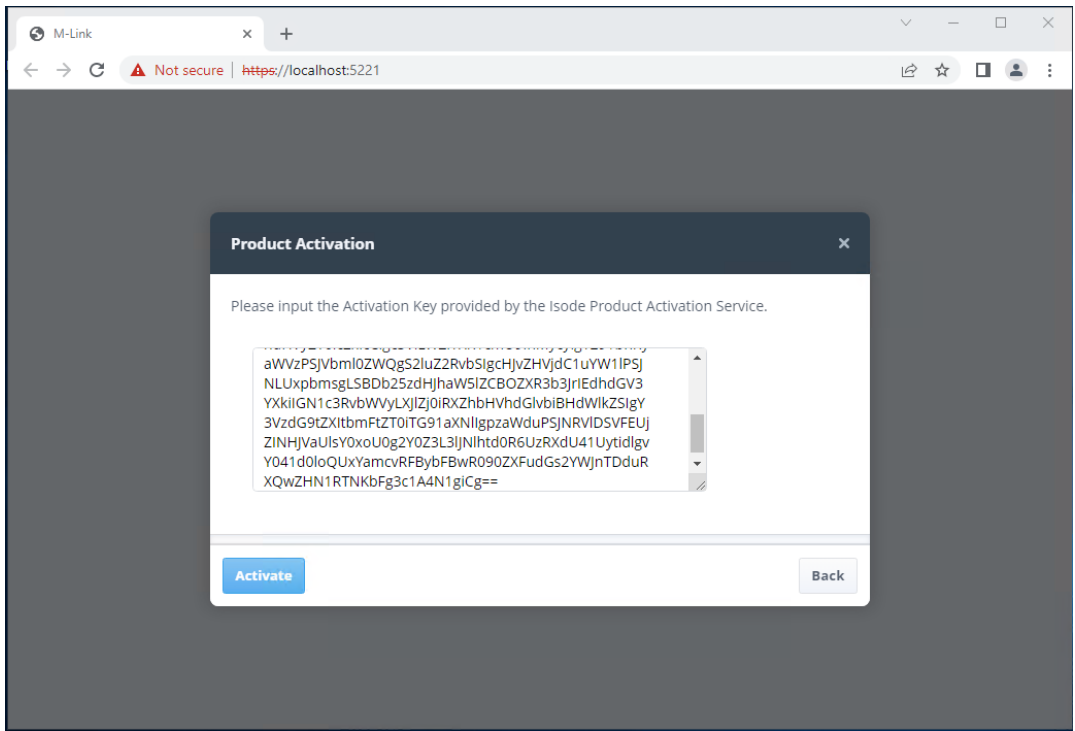 M-Link
Not secure | https://localhost:5221
Product Activation
Please input the Activation Key provided by the Isode Product Activation Service.
aWVzPSJVbml0ZWQgS2luZ2RvbSIgcHJvZHVjdC1uYW1lPSJ
NLUxpbmsgLSBDb25zdHJhaW5lZCBOZXR3b3JrIEdhdGV3
YXkiIGN1c3RvbWVyLXJlZj0iRXZhbHVhdGlvbiBHdWlkZSIgY
3VzdG9tZXItbmFtZT0iTG91aXNlIgpzaWduPSJNRVlDSVFEUj
ZINHJVaUlsY0xoU0g2Y0Z3L3lJNlhtd0R6UzRXdU41Uytidlgv
Y041d0loQUxYamcvRFBybFBwR090ZXFudGs2YWJnTDduR
XQwZHN1RTNKbFg3c1A4N1giCg==
Activate
Back